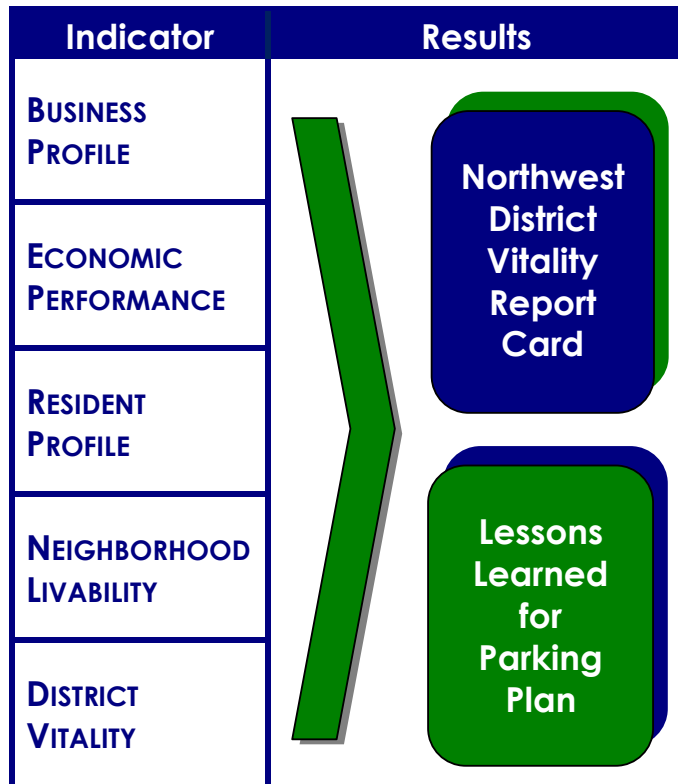 Indicator
Results
BUSINESS
PROFILE
ECONOMIC
PERFORMANCE
RESIDENT
PROFILE
NEIGHBORHOOD
LIVABILITY
DISTRICT
VITALITY
Northwest
District
Vitality
Report
Card
Lessons
Learned
for
Parking
Plan